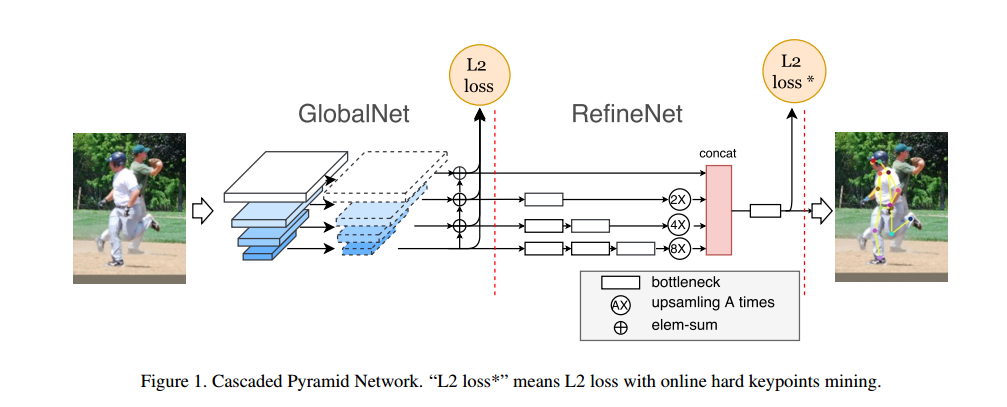 L2
loss
L2
loss *
GlobalNet
RefineNet
concat
2X
4X
8X
bottleneck
AX
upsamling A times
elem-sum
Figure 1. Cascaded Pyramid Network. “L2 loss*” means L2 loss with online hard keypoints mining.